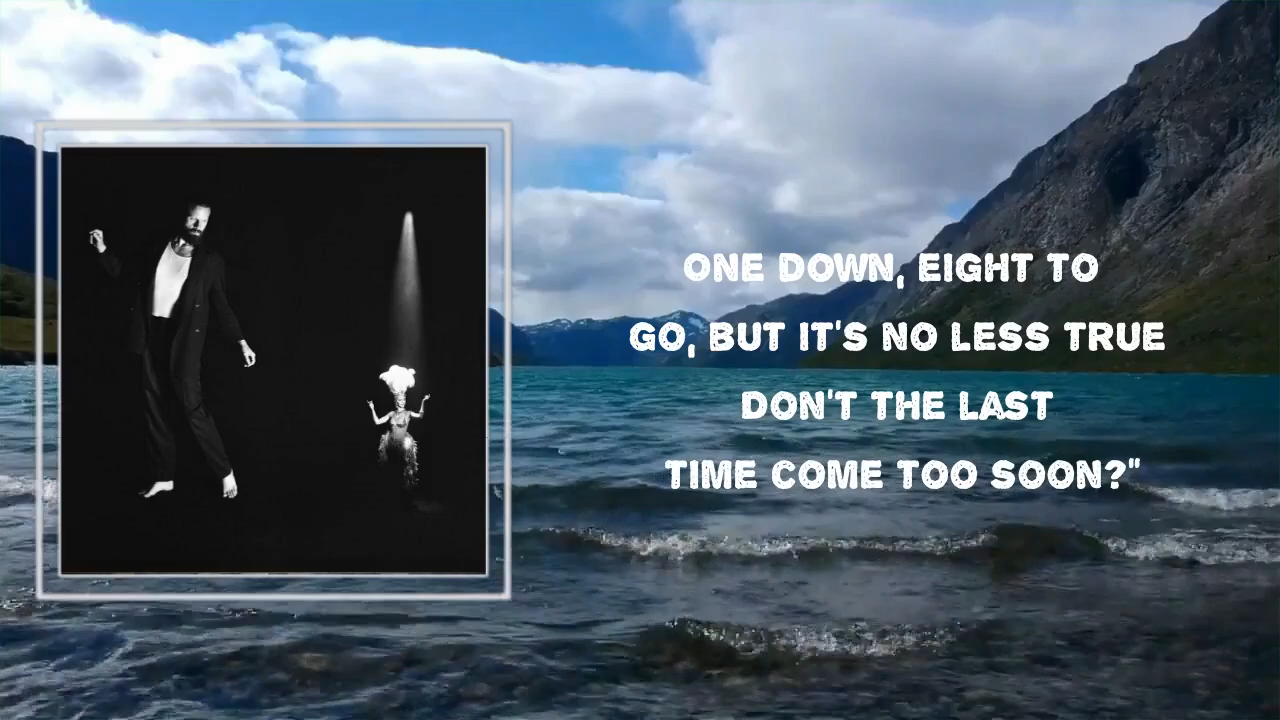 ONE DOWN, EIGHT TO
GO, BUT IT'S NO LESS TRUE
DON'T THE LAST
TIME COME TOO SOON?"